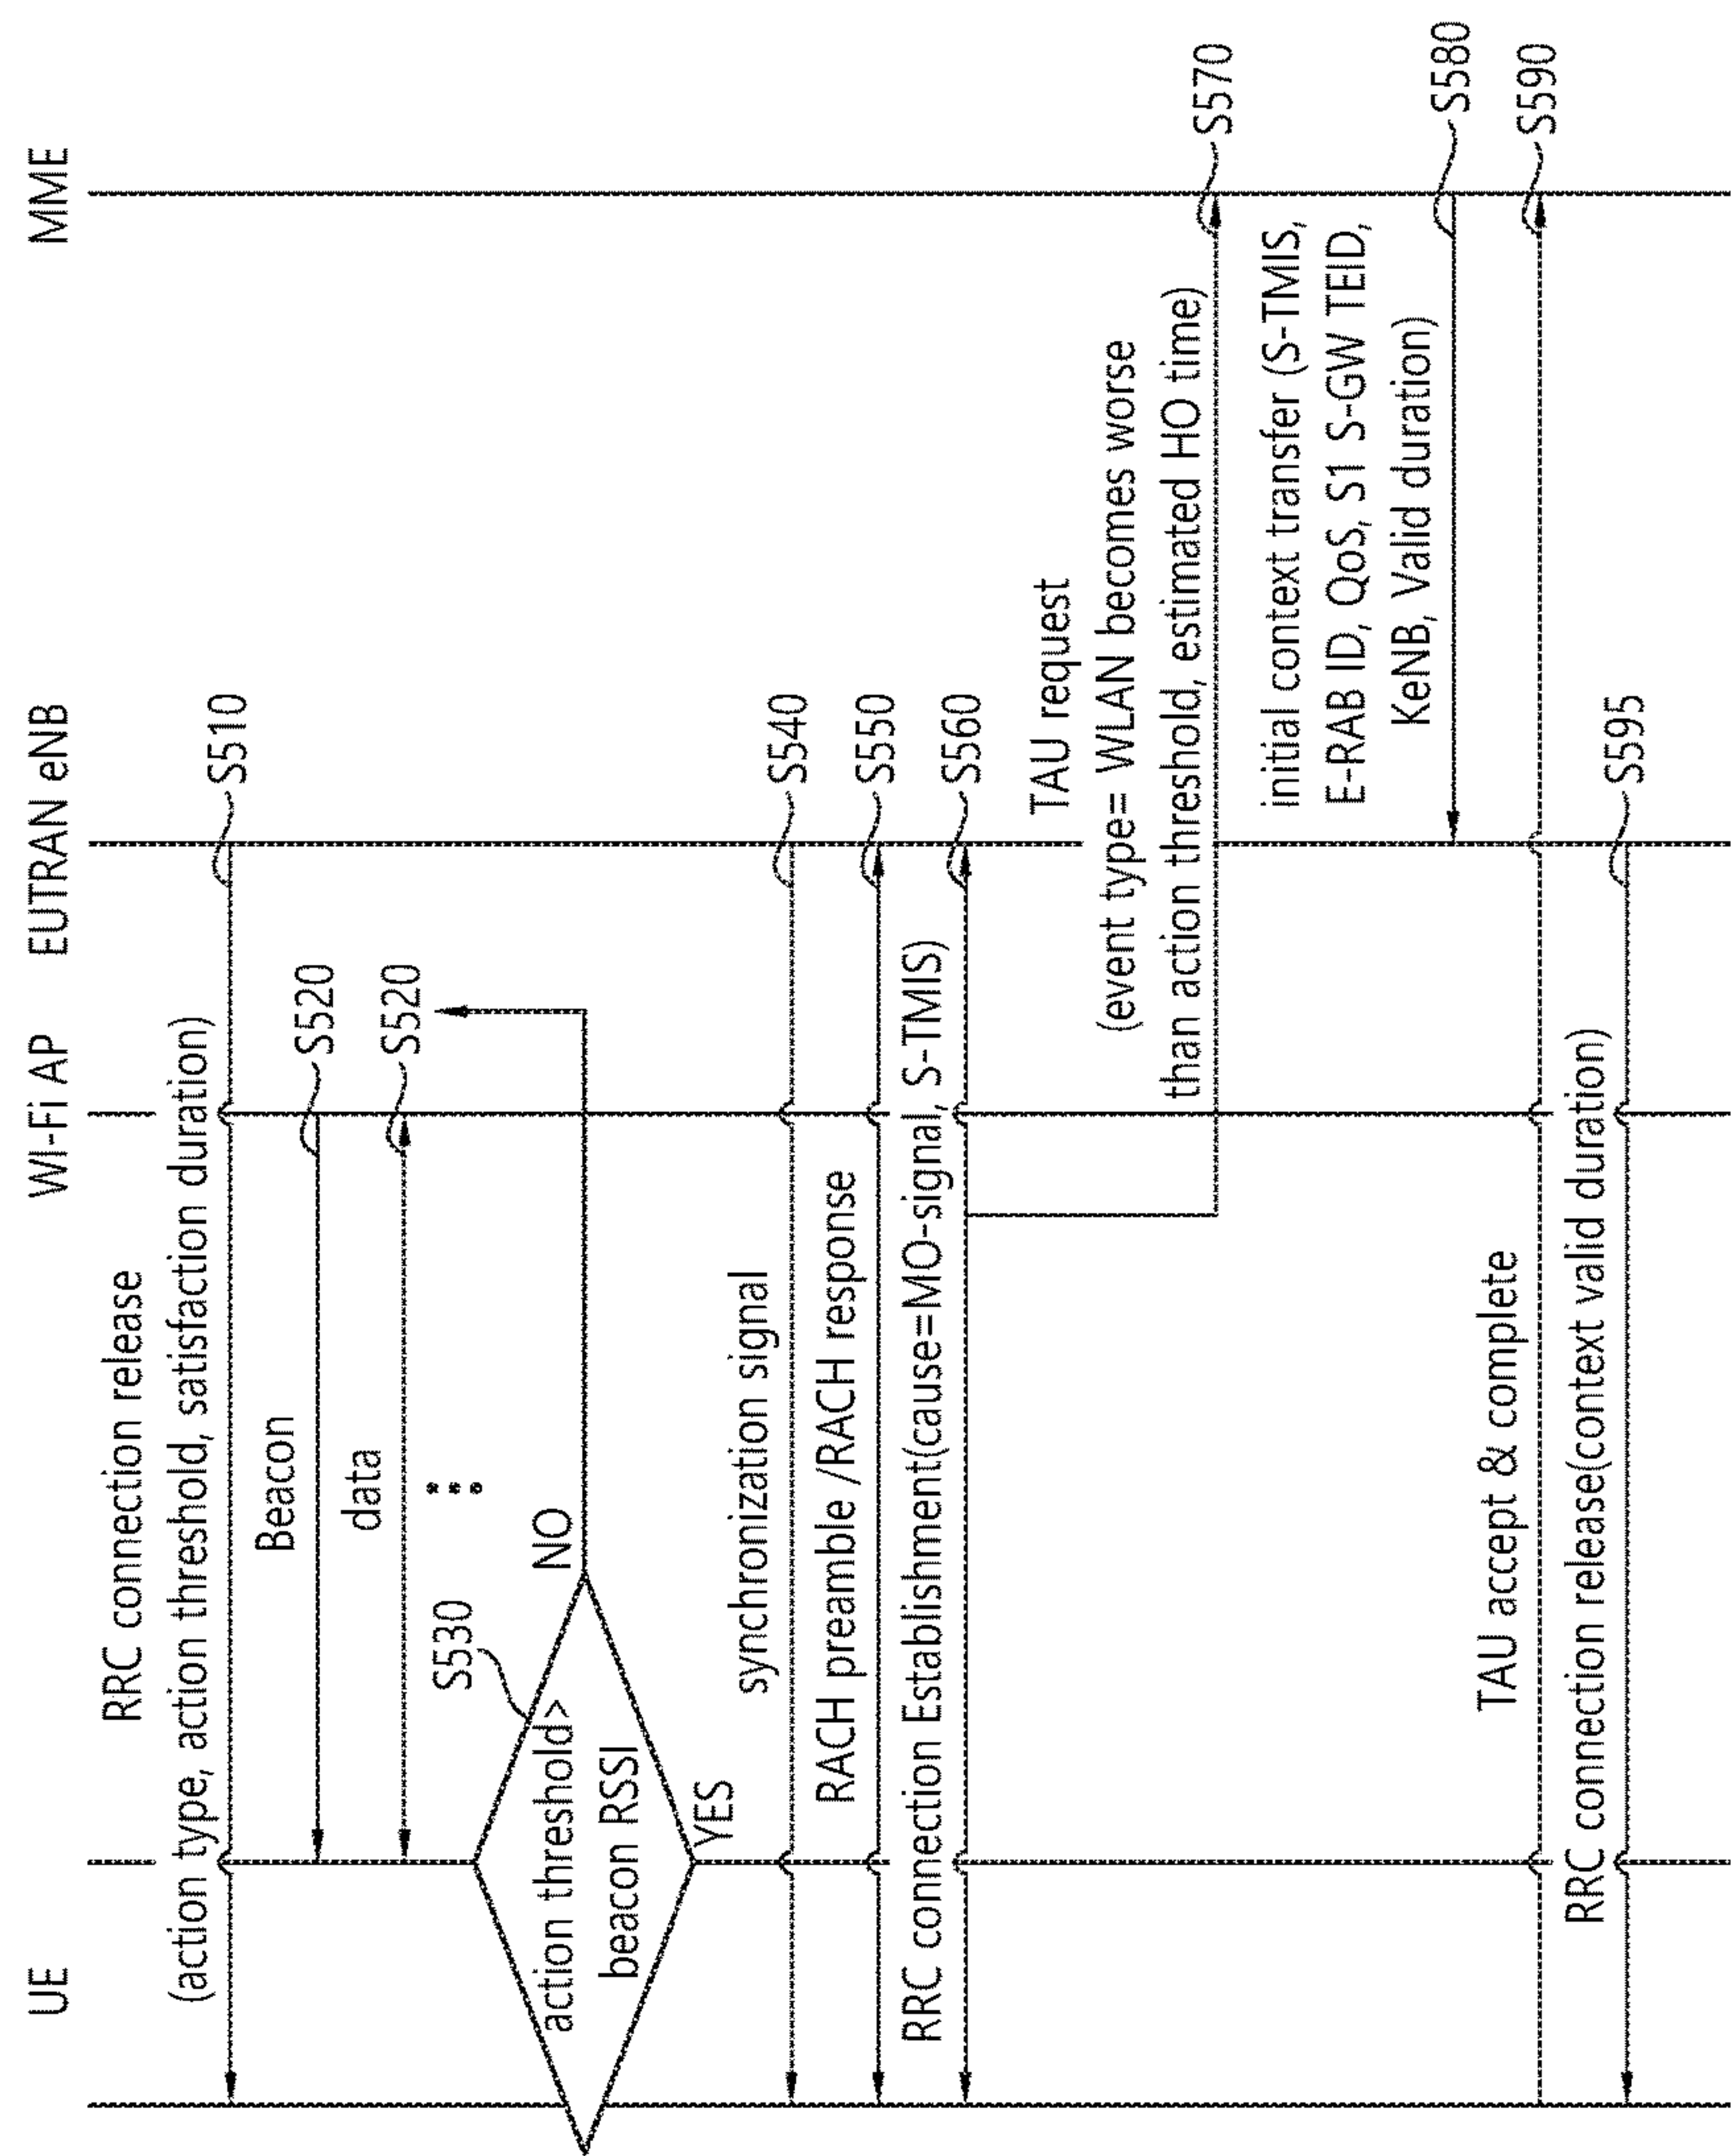 UE
WI-Fi AP
EUTRAN eNB
MME
RRC connection release
(action type, action threshold, satisfaction duration)
S510
Beacon
S520
data
S520
S530
action threshold>
beacon RSSI
NO
YES
synchronization signal
S540
RACH preamble /RACH response
S550
RRC connection Establishment(cause=MO-signal, S-TMIS)
S560
TAU request
(event type= WLAN becomes worse
than action threshold, estimated HO time)
S570
initial context transfer (S-TMIS,
E-RAB ID, QoS, S1 S-GW TEID,
KeNB, Valid duration)
S580
TAU accept & complete
S590
RRC connection release(context valid duration)
S595